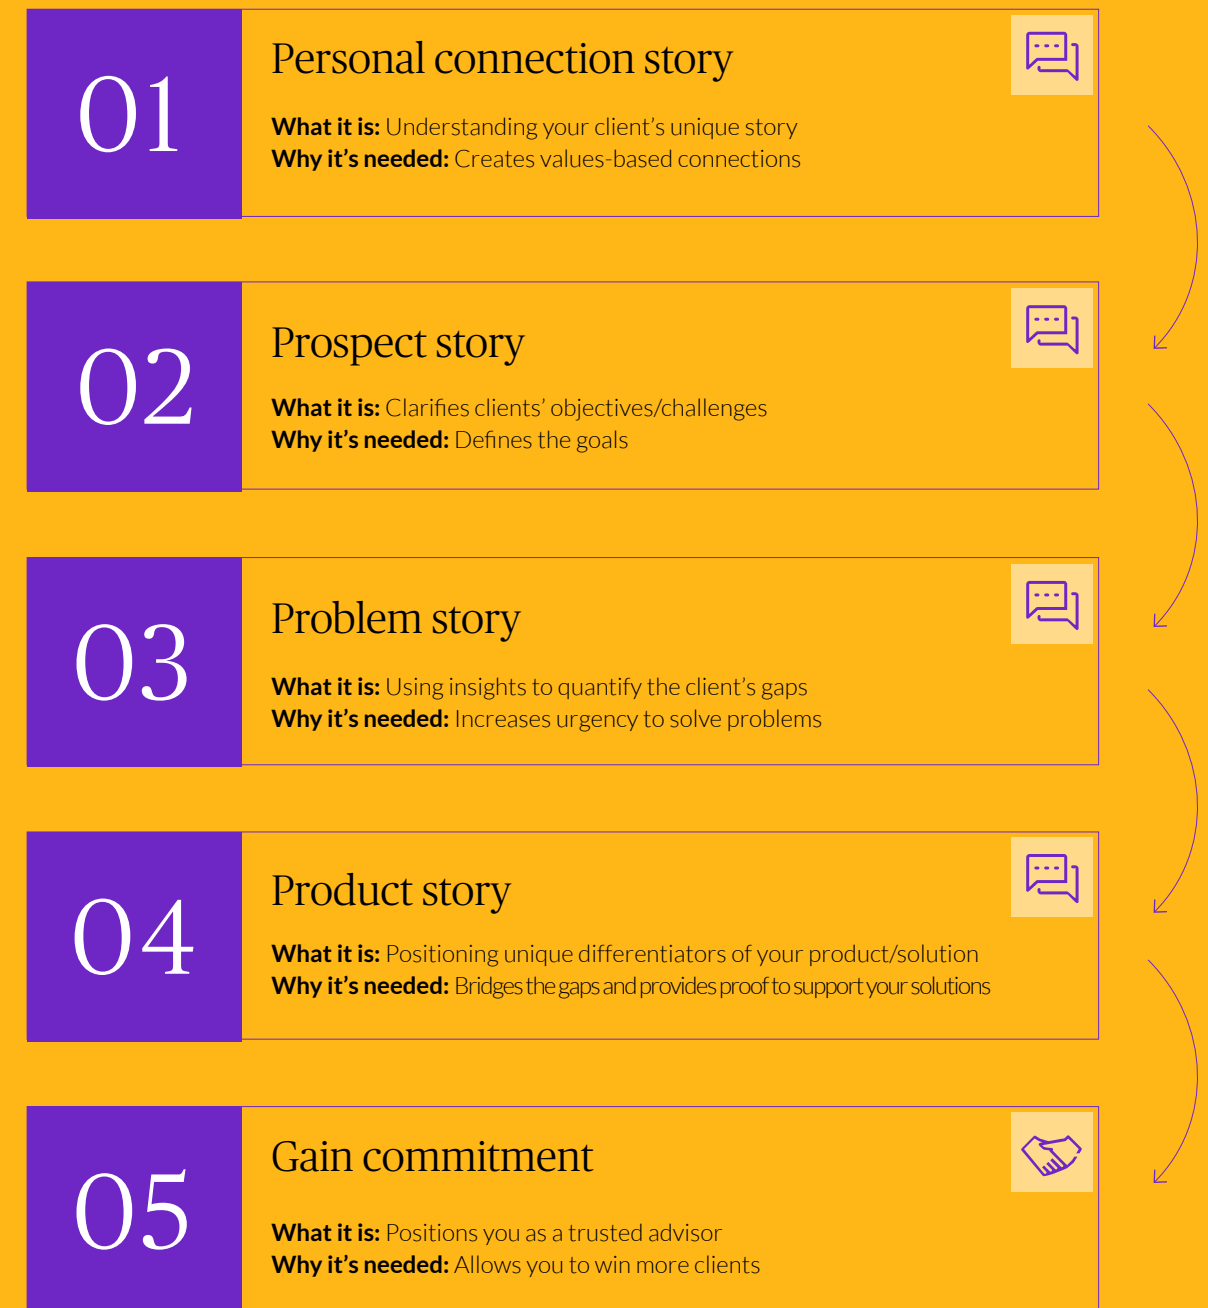 01
Personal connection story
What it is: Understanding your client’s unique story
Why it’s needed: Creates values-based connections
02
Prospect story
What it is: Clarifies clients’ objectives/challenges
Why it’s needed: Defines the goals
03
Problem story
What it is: Using insights to quantify the client’s gaps
Why it’s needed: Increases urgency to solve problems
04
Product story
What it is: Positioning unique differentiators of your product/solution
Why it’s needed: Bridges the gaps and provides proof to support your solutions
05
Gain commitment
What it is: Positions you as a trusted advisor
Why it’s needed: Allows you to win more clients